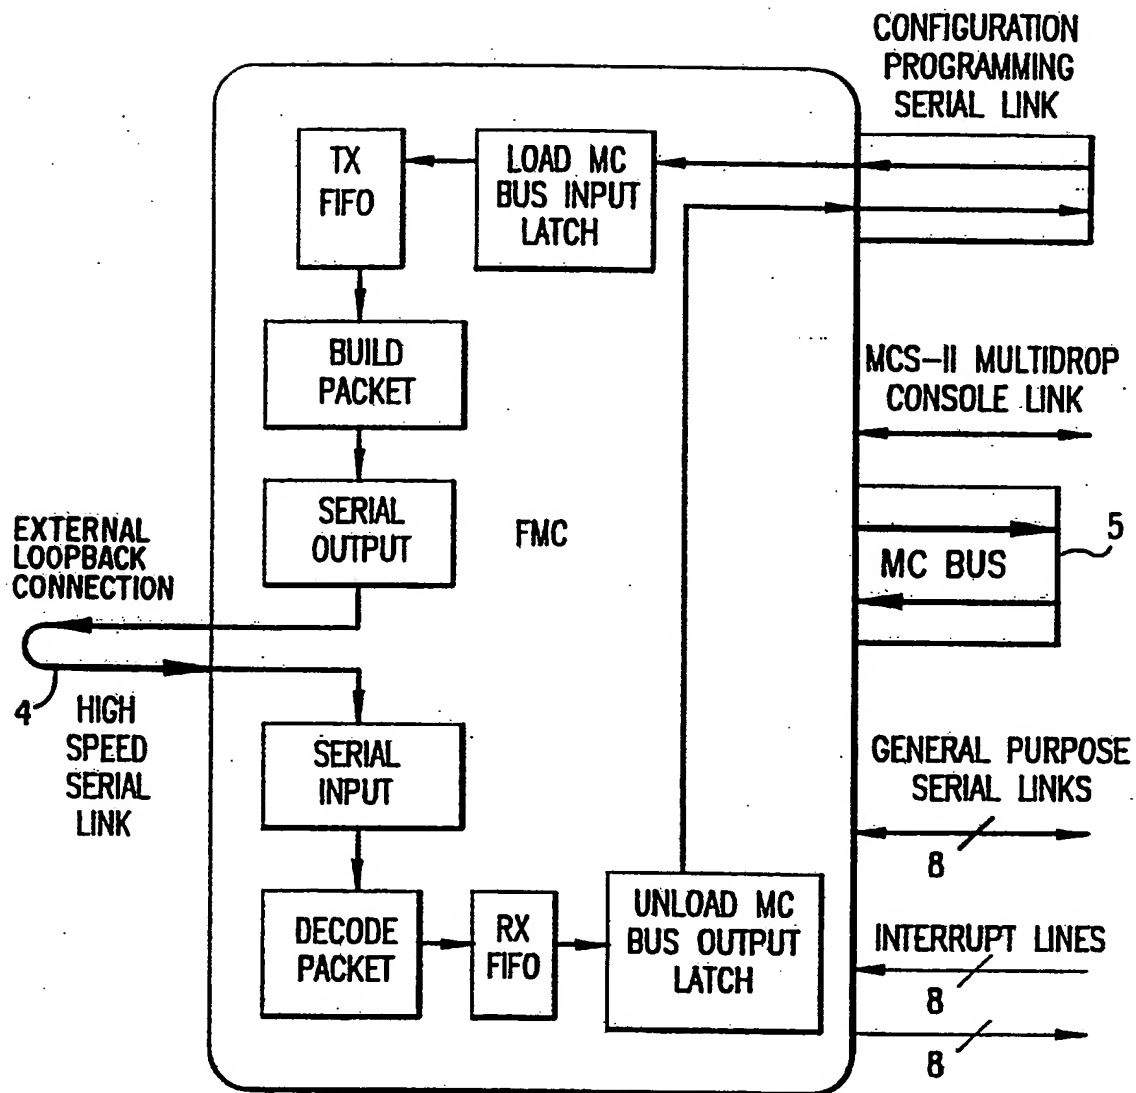 CONFIGURATION
PROGRAMMING
SERIAL LINK
TX
FIFO
LOAD MC
BUS INPUT
LATCH
BUILD
PACKET
MCS-II MULTIDROP
CONSOLE LINK
SERIAL
OUTPUT
FMC
EXTERNAL
LOOPBACK
CONNECTION
MC BUS
5
4
HIGH
SPEED
SERIAL
LINK
SERIAL
INPUT
GENERAL PURPOSE
SERIAL LINKS
8
DECODE
PACKET
RX
FIFO
UNLOAD MC
BUS OUTPUT
LATCH
INTERRUPT LINES
8
8